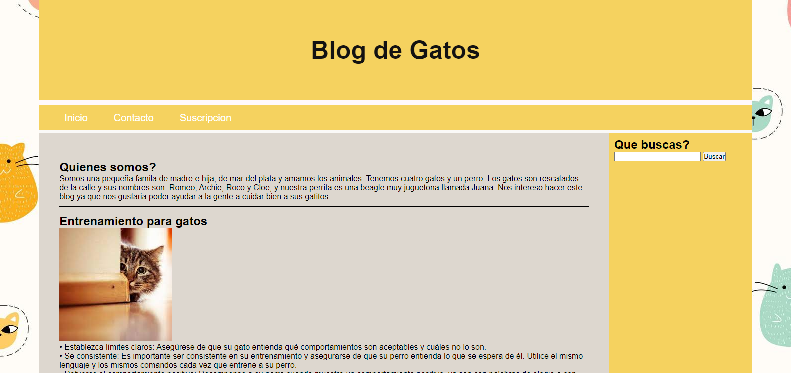 Blog de Gatos
Inicio Contacto Suscripcion
Que buscas?
Buscar
Quienes somos?
Somos una pequeña familia de madre e hija, de mar del plata y amamos los animales. Tenemos cuatro gatos y un perro. Los gatos son rescatados
de la calle y sus nombres son: Romeo, Archie, Roco y Cloe, y nuestra perrita es una beagle muy juguetona llamada Juana. Nos intereso hacer este
blog ya que nos gustaria poder ayudar a la gente a cuidar bien a sus gatitos.
Entrenamiento para gatos
• Establezca límites claros: Asegúrese de que su gato entienda qué comportamientos son aceptables y cuáles no lo son.
• Se consistente: Es importante ser consistente en su entrenamiento y asegurarse de que su perro entienda lo que se espera de él. Utilice el mismo
lenguaje y los mismos comandos cada vez que entrene a su perro.